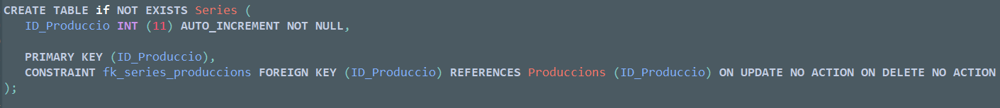 CREATE TABLE if NOT EXISTS Series (
ID_Produccio INT (11) AUTO_INCREMENT NOT NULL,
PRIMARY KEY (ID_Produccio),
CONSTRAINT fk_series_produccions FOREIGN KEY (ID_Produccio) REFERENCES Produccions (ID_Produccio) ON UPDATE NO ACTION ON DELETE NO ACTION
);